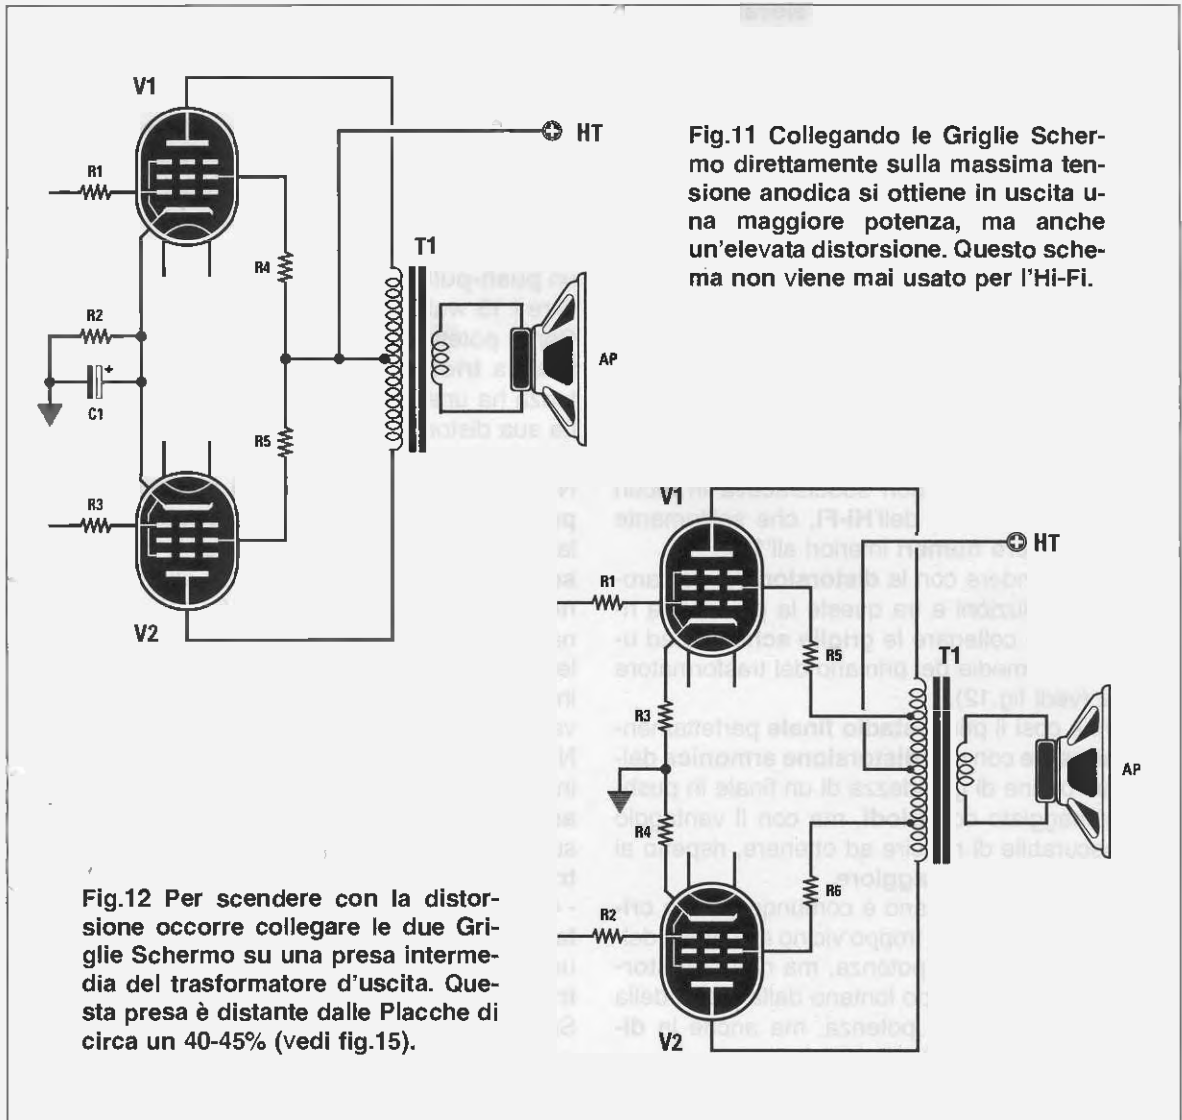 V1
HT
R1
R4
T1
R2
C1
+
AP
R5
R3
V2
Fig.11 Collegando le Griglie Scher-
mo direttamente sulla massima ten-
sione anodica si ottiene in uscita u-
na maggiore potenza, ma anche
un'elevata distorsione. Questo sche-
ma non viene mai usato per l'Hi-Fi.
V1
HT
R1
R5
T1
R3
AP
R4
R6
R2
V2
Fig.12 Per scendere con la distor-
sione occorre collegare le due Gri-
glie Schermo su una presa interme-
dia del trasformatore d'uscita. Que-
sta presa è distante dalle Placche di
circa un 40-45% (vedi fig.15).